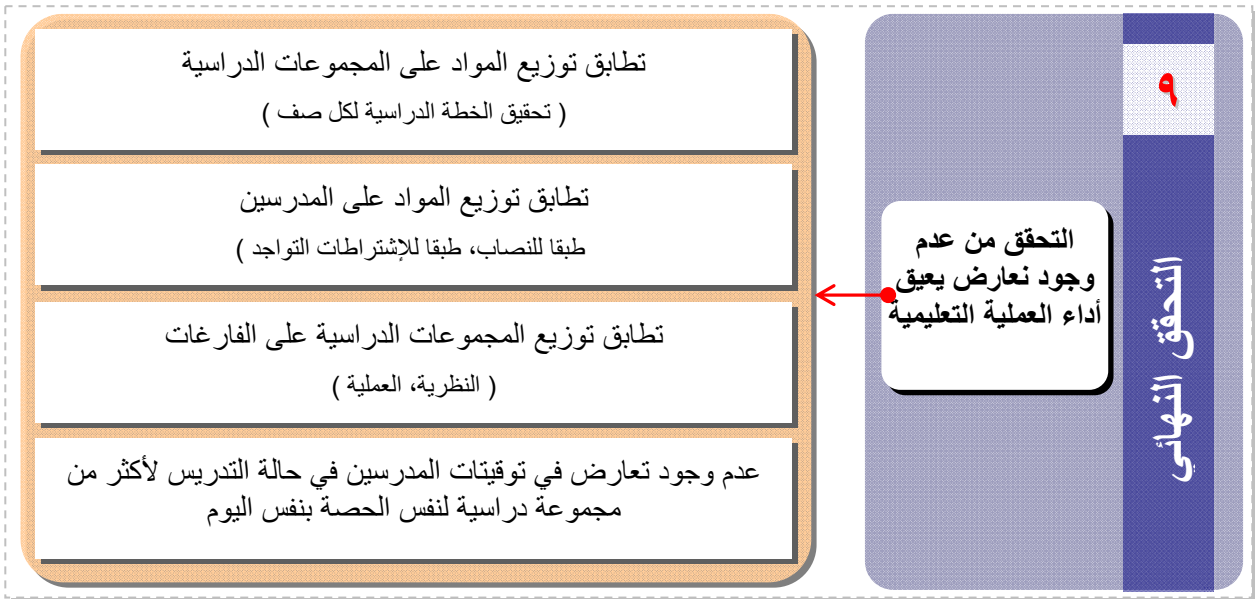 ٩
التحقق النهائي
التحقق من عدم
وجود نعارض يعيق
أداء العملية التعليمية
تطابق توزيع المواد على المجموعات الدراسية
( تحقيق الخطة الدراسية لكل صف )
تطابق توزيع المواد على المدرسين
طبقا للنصاب، طبقا للإشتراطات التواجد )
تطابق توزيع المجموعات الدراسية على الفارغات
( النظرية، العملية )
عدم وجود تعارض في توقيتات المدرسين في حالة التدريس لأكثر من
مجموعة دراسية لنفس الحصة بنفس اليوم